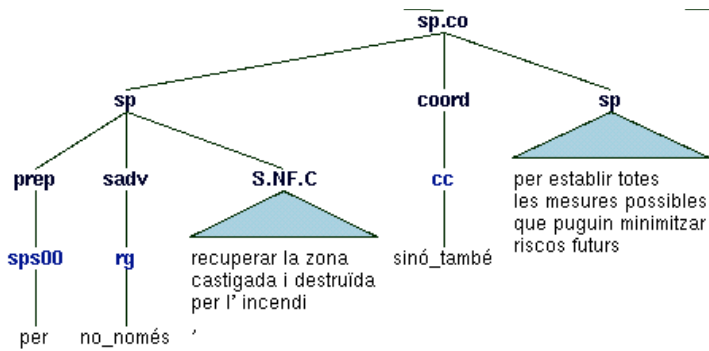 sp.co
sp coord sp
prep sadv S.NF.C cc per establir totes
les mesures possibles
que puguin minimitzar
riscos futurs
sps00 rg recuperar la zona
castigada i destruïda
per l' incendi
,
sinó_també
per no_només